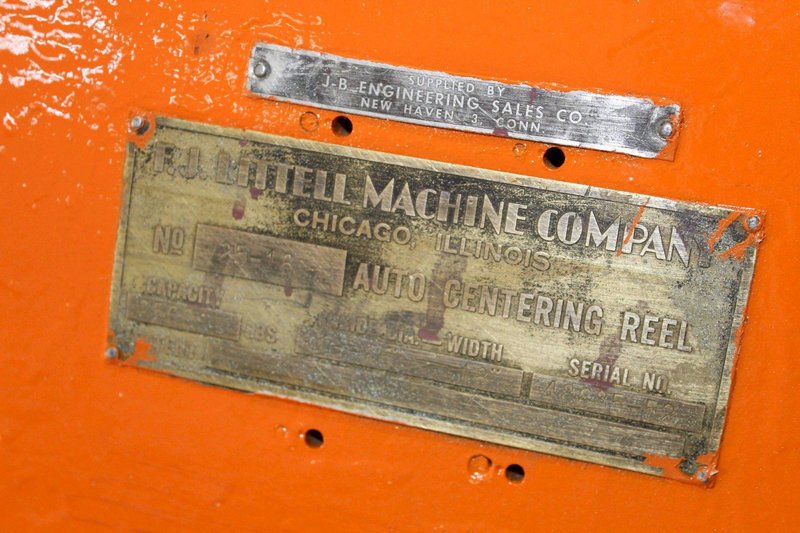 SUPPLIED BY
J-B ENGINEERING SALES CO.
NEW HAVEN 3, CONN.
F.J. LITTELL MACHINE COMPANY
CHICAGO, ILLINOIS
No AUTO CENTERING REEL
CAPACITY LBS. WIDTH
SERIAL NO.